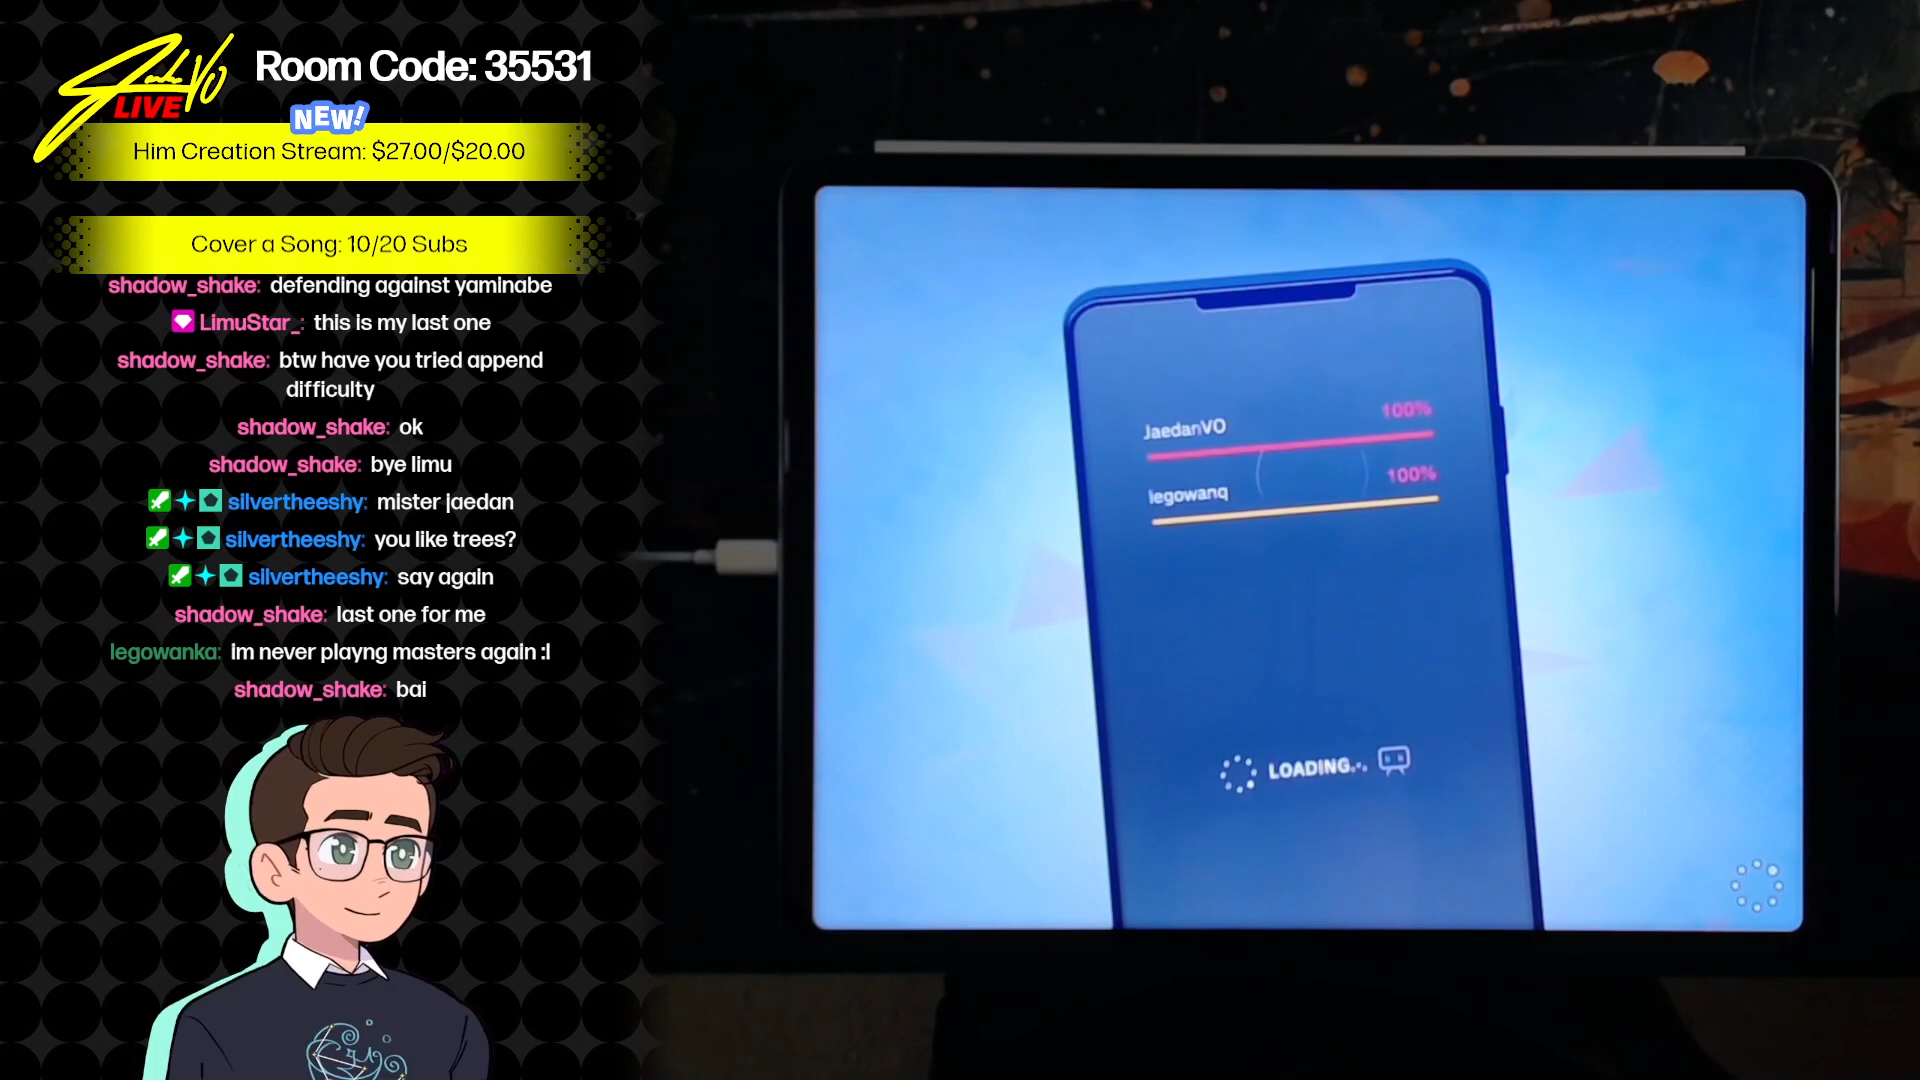 Jaedan VO
LIVE
Room Code: 35531
NEW!
Him Creation Stream: $27.00/$20.00
Cover a Song: 10/20 Subs
shadow_shake: defending against yaminabe
LimuStar_: this is my last one
shadow_shake: btw have you tried append
difficulty
shadow_shake: ok
shadow_shake: bye limu
silvertheeshy: mister jaedan
silvertheeshy: you like trees?
silvertheeshy: say again
shadow_shake: last one for me
legowanka: im never playng masters again :l
shadow_shake: bai
JaedanVO 100%
legowanq 100%
LOADING...